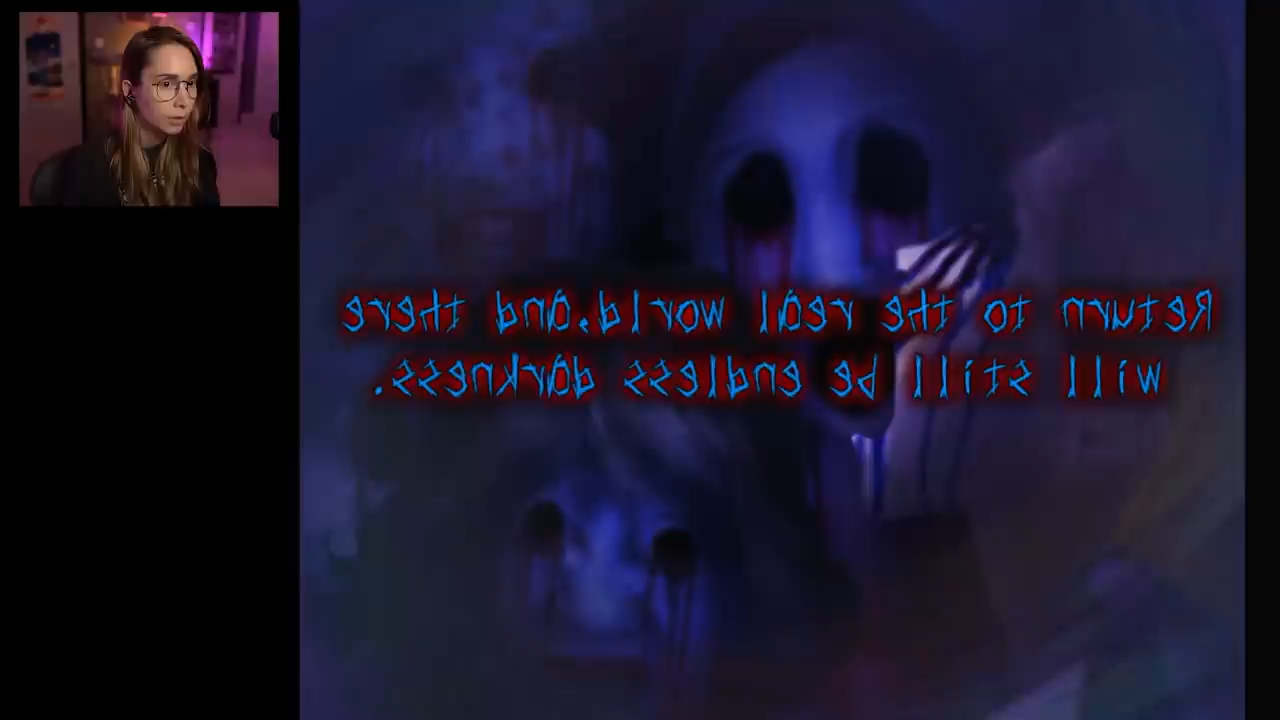 Return to the real world,and there
will still be endless darkness.